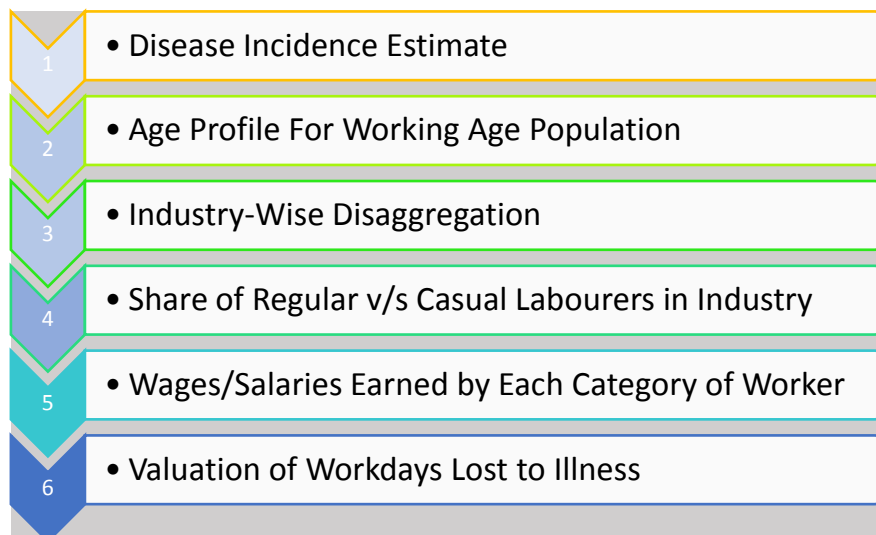 1
• Disease Incidence Estimate
2
• Age Profile For Working Age Population
3
• Industry-Wise Disaggregation
4
• Share of Regular v/s Casual Labourers in Industry
5
• Wages/Salaries Earned by Each Category of Worker
6
• Valuation of Workdays Lost to Illness